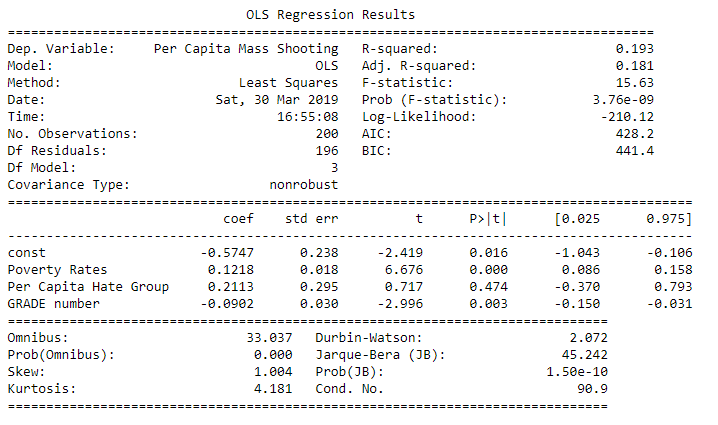 OLS Regression Results
==============================================================================
Dep. Variable:     Per Capita Mass Shooting   R-squared:                       0.193
Model:                                  OLS   Adj. R-squared:                  0.181
Method:                       Least Squares   F-statistic:                     15.63
Date:                      Sat, 30 Mar 2019   Prob (F-statistic):           3.76e-09
Time:                              16:55:08   Log-Likelihood:                -210.12
No. Observations:                       200   AIC:                             428.2
Df Residuals:                           196   BIC:                             441.4
Df Model:                                 3
Covariance Type:                  nonrobust
==============================================================================
coef    std err          t      P>|t|      [0.025      0.975]
------------------------------------------------------------------------------
const                   -0.5747      0.238     -2.419      0.016      -1.043      -0.106
Poverty Rates            0.1218      0.018      6.676      0.000       0.086       0.158
Per Capita Hate Group    0.2113      0.295      0.717      0.474      -0.370       0.793
GRADE number            -0.0902      0.030     -2.996      0.003      -0.150      -0.031
==============================================================================
Omnibus:                       33.037   Durbin-Watson:                   2.072
Prob(Omnibus):                  0.000   Jarque-Bera (JB):               45.242
Skew:                           1.004   Prob(JB):                     1.50e-10
Kurtosis:                       4.181   Cond. No.                         90.9
==============================================================================